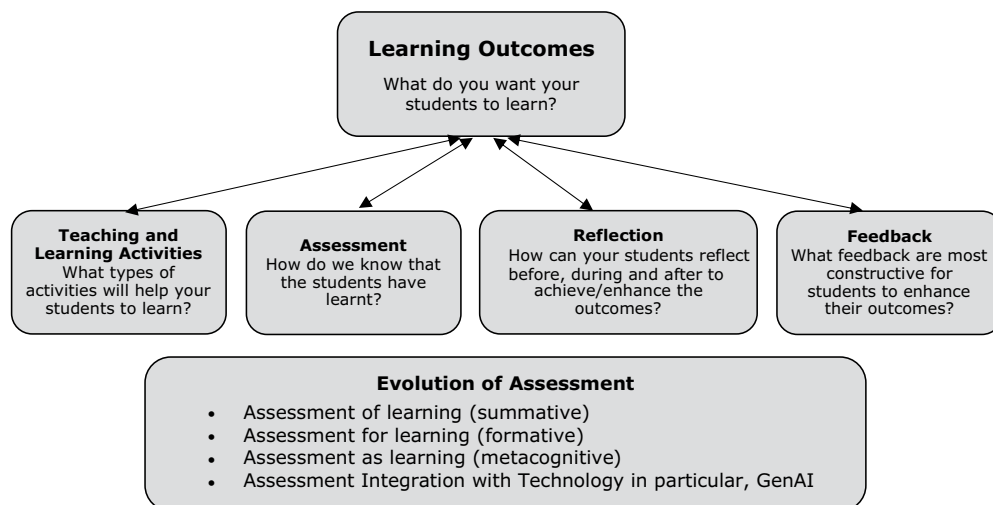 Learning Outcomes
What do you want your
students to learn?
Teaching and
Learning Activities
What types of
activities will help your
students to learn?
Assessment
How do we know that
the students have
learnt?
Reflection
How can your students reflect
before, during and after to
achieve/enhance the
outcomes?
Feedback
What feedback are most
constructive for
students to enhance
their outcomes?
Evolution of Assessment
• Assessment of learning (summative)
• Assessment for learning (formative)
• Assessment as learning (metacognitive)
• Assessment Integration with Technology in particular, GenAI